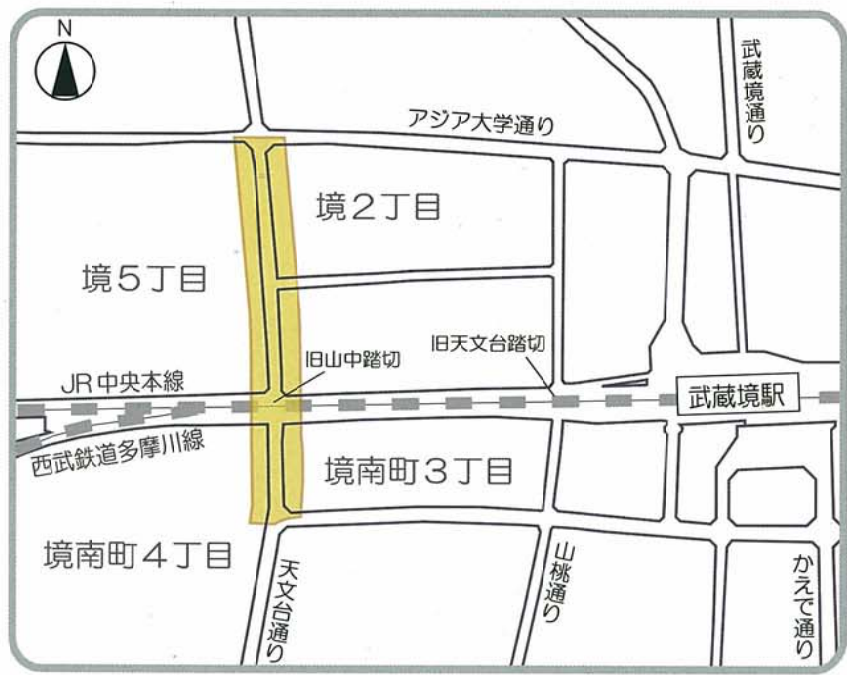 N
武蔵境通り
アジア大学通り
境2丁目
境5丁目
旧山中踏切
旧天文台踏切
JR中央本線
武蔵境駅
西武鉄道多摩川線
境南町3丁目
境南町4丁目
天文台通り
山桃通り
かえで通り